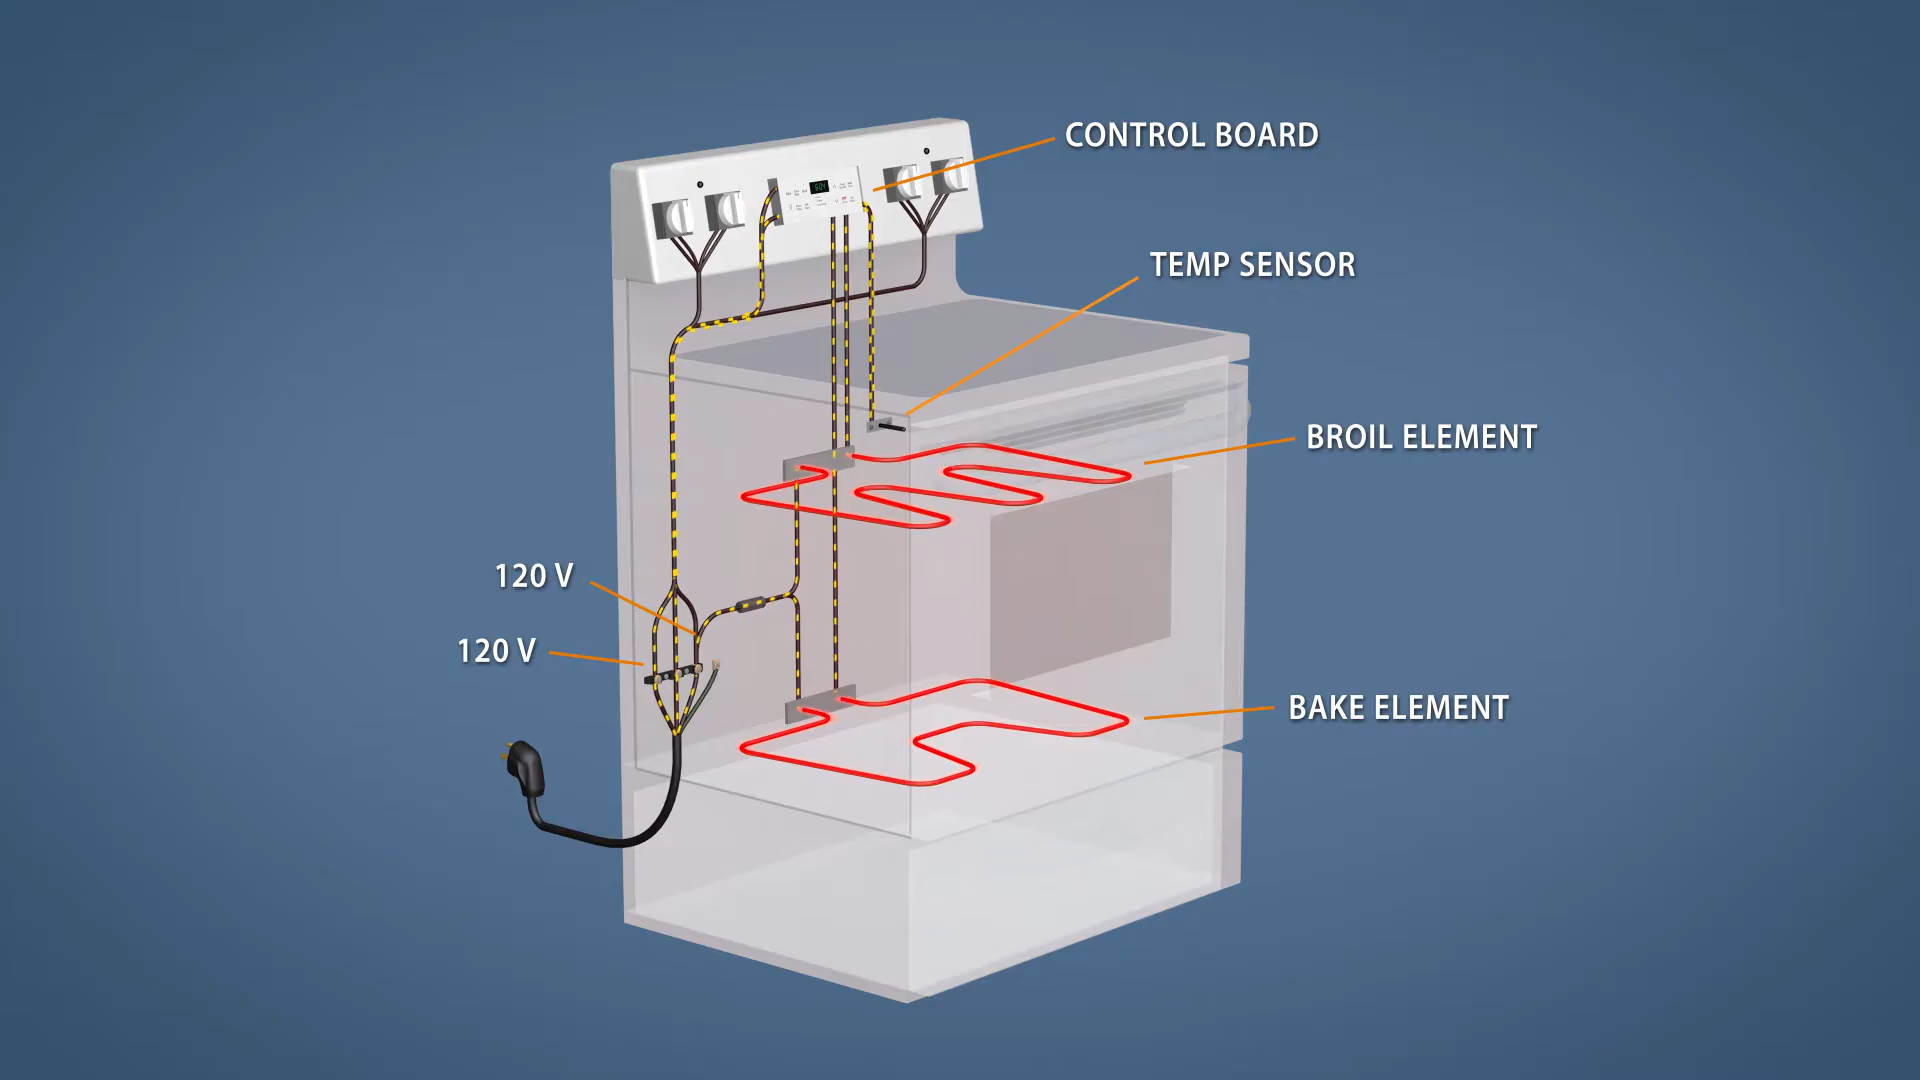 CONTROL BOARD
TEMP SENSOR
BROIL ELEMENT
120 V
120 V
BAKE ELEMENT